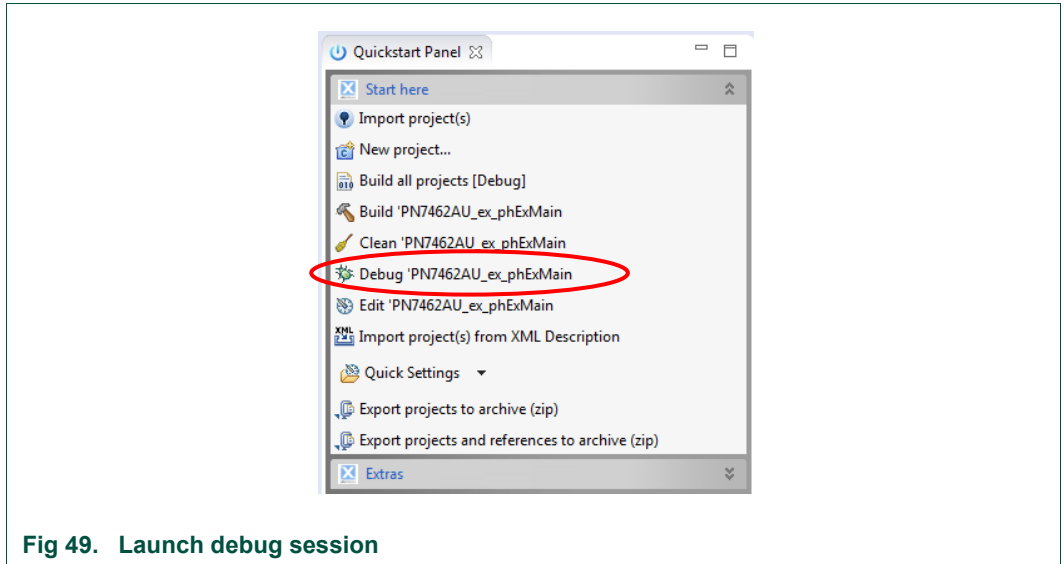 Quickstart Panel
Start here
Import project(s)
New project...
Build all projects [Debug]
Build 'PN7462AU_ex_phExMain
Clean 'PN7462AU_ex_phExMain
Debug 'PN7462AU_ex_phExMain
Edit 'PN7462AU_ex_phExMain
XML Import project(s) from XML Description
Quick Settings
Export projects to archive (zip)
Export projects and references to archive (zip)
Extras
Fig 49. Launch debug session